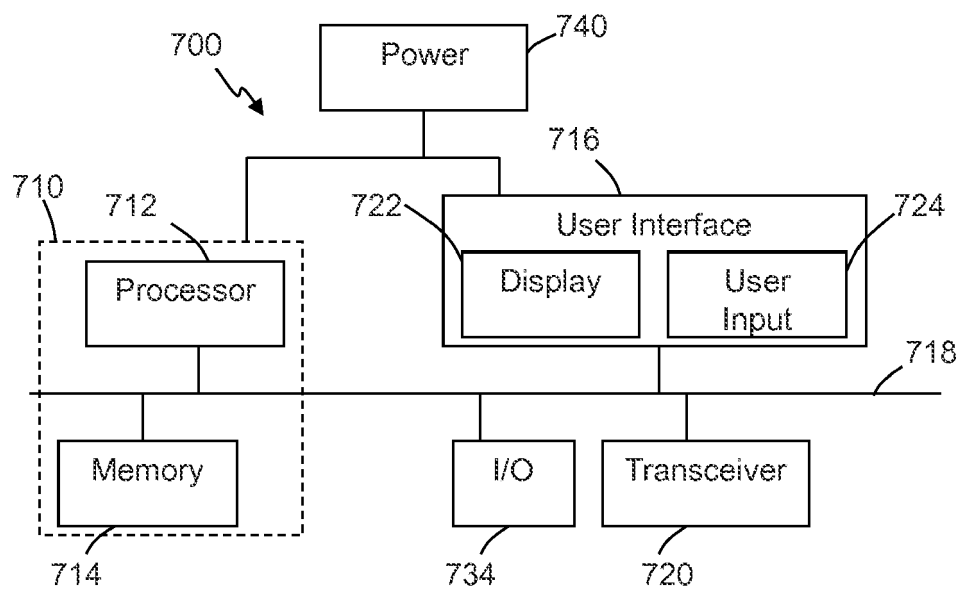 740
700
Power
716
710
712
722
724
User Interface
Processor
Display
User
Input
718
Memory
I/O
Transceiver
714
734
720